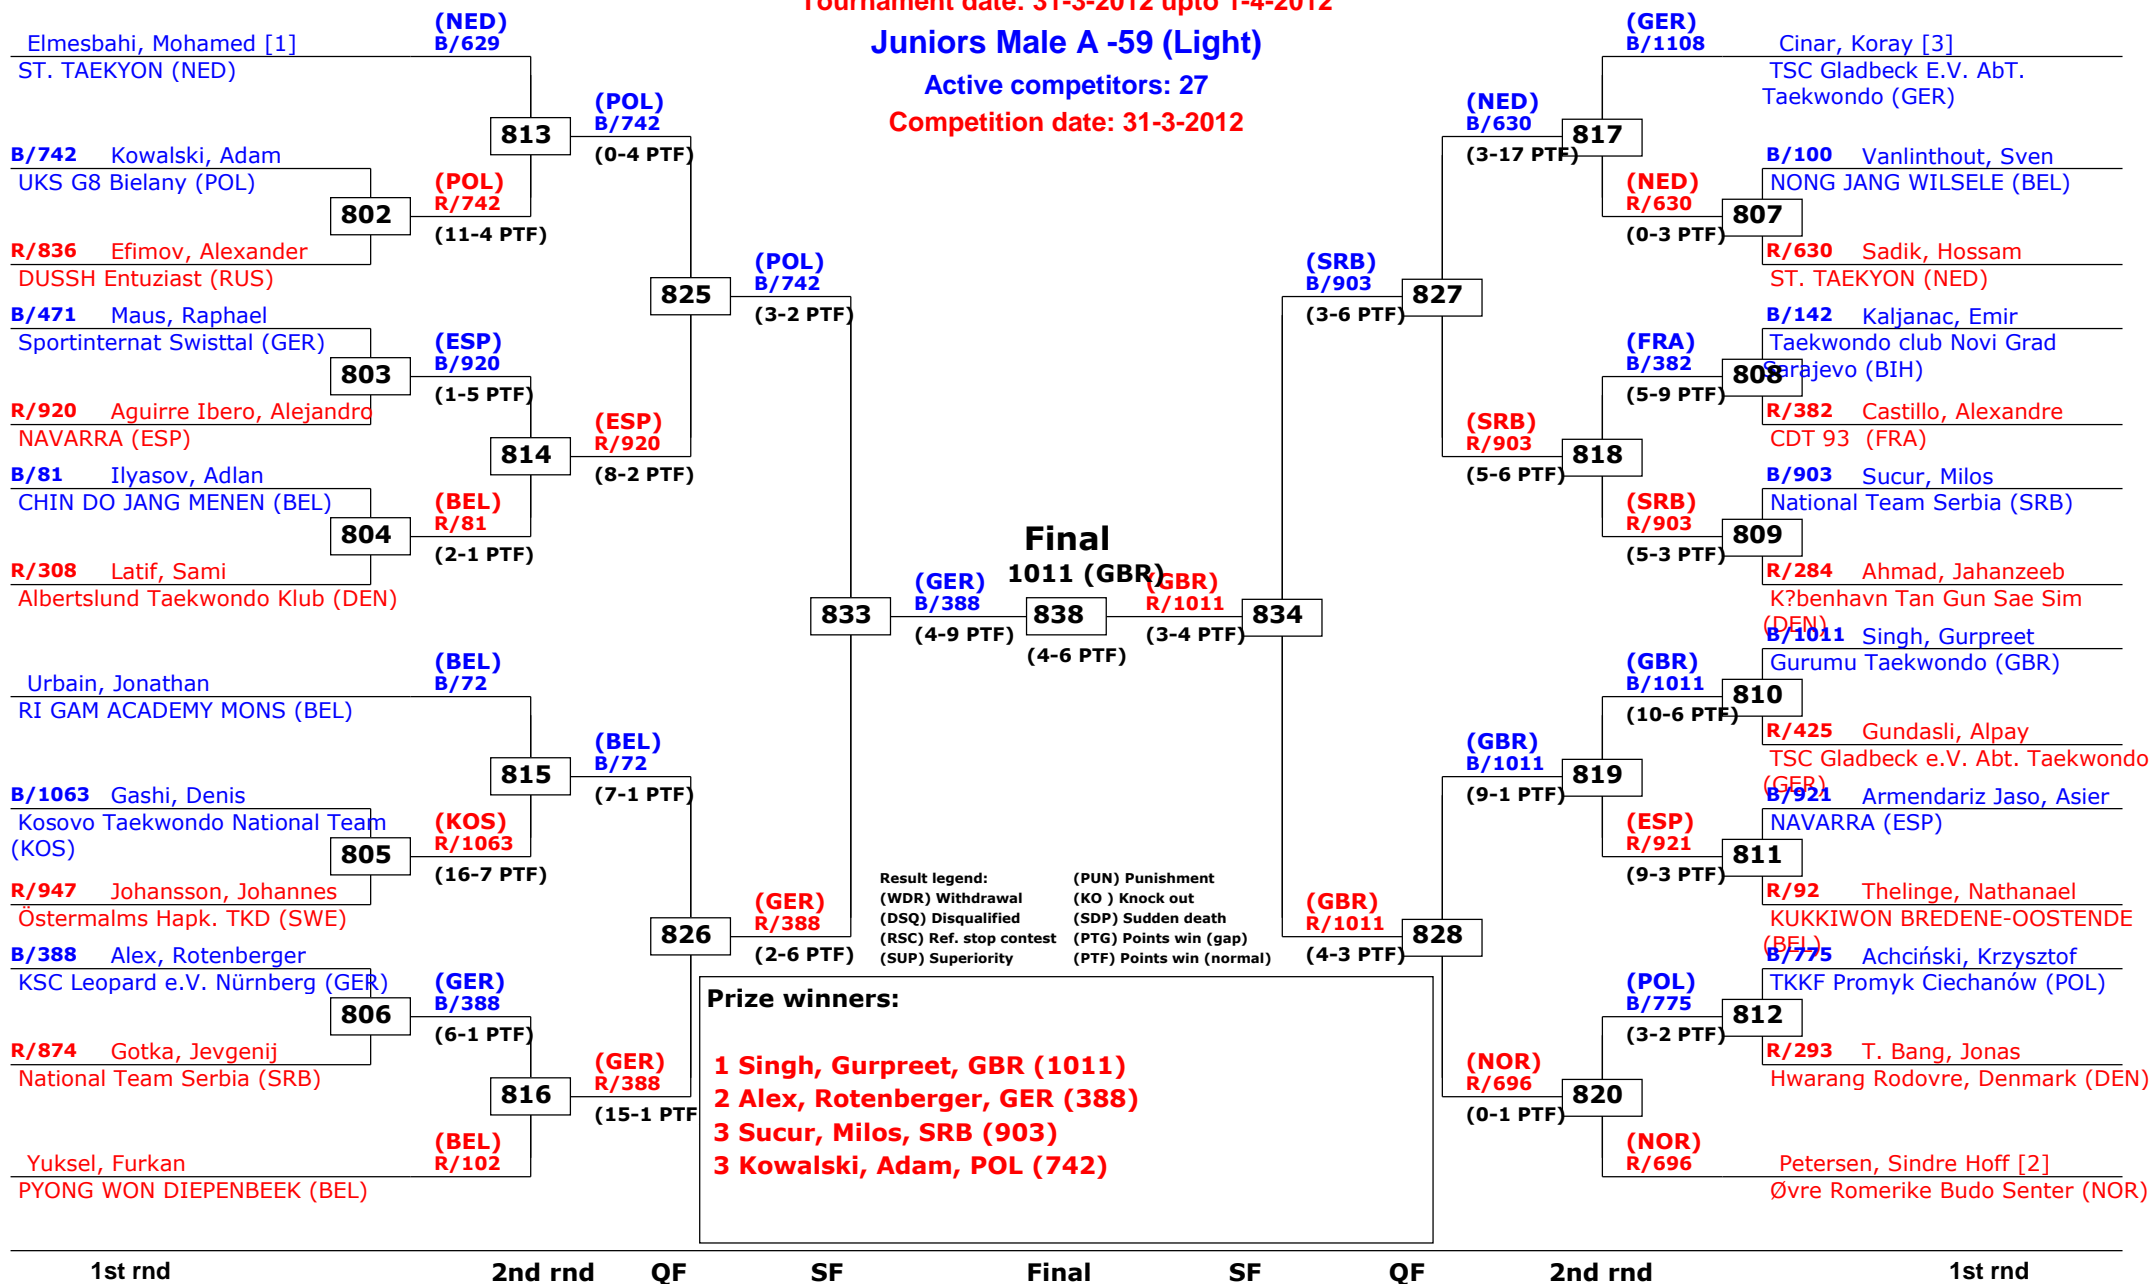 Tournament date: 31-3-2012 upto 1-4-2012
Juniors Male A -59 (Light)
Active competitors: 27
Competition date: 31-3-2012
Elmesbahi, Mohamed [1]
ST. TAEKYON (NED)
(NED)
B/629
B/742 Kowalski, Adam
UKS G8 Bielany (POL)
802
R/836 Efimov, Alexander
DUSSH Entuziast (RUS)
(POL)
R/742
(11-4 PTF)
813
(POL)
B/742
(0-4 PTF)
B/471 Maus, Raphael
Sportinternat Swisttal (GER)
803
R/920 Aguirre Ibero, Alejandro
NAVARRA (ESP)
(ESP)
B/920
(1-5 PTF)
B/81 Ilyasov, Adlan
CHIN DO JANG MENEN (BEL)
804
R/308 Latif, Sami
Albertslund Taekwondo Klub (DEN)
(BEL)
R/81
(2-1 PTF)
814
(ESP)
R/920
(8-2 PTF)
825
(POL)
B/742
(3-2 PTF)
Urbain, Jonathan
RI GAM ACADEMY MONS (BEL)
(BEL)
B/72
B/1063 Gashi, Denis
Kosovo Taekwondo National Team
(KOS)
805
R/947 Johansson, Johannes
Östermalms Hapk. TKD (SWE)
(KOS)
R/1063
(16-7 PTF)
815
(BEL)
B/72
(7-1 PTF)
B/388 Alex, Rotenberger
KSC Leopard e.V. Nürnberg (GER)
806
R/874 Gotka, Jevgenij
National Team Serbia (SRB)
(GER)
B/388
(6-1 PTF)
Yuksel, Furkan
PYONG WON DIEPENBEEK (BEL)
(BEL)
R/102
816
(GER)
R/388
(15-1 PTF
826
(GER)
R/388
(2-6 PTF)
833
(GER)
B/388
(4-9 PTF)
Final
1011 (GBR)
838
(4-6 PTF)
(GBR)
R/1011
(3-4 PTF)
834
(SRB)
B/903
(3-6 PTF)
827
(NED)
B/630
(3-17 PTF)
817
(GER)
B/1108
Cinar, Koray [3]
TSC Gladbeck E.V. AbT.
Taekwondo (GER)
(NED)
R/630
(0-3 PTF)
807
B/100 Vanlinthout, Sven
NONG JANG WILSELE (BEL)
R/630 Sadik, Hossam
ST. TAEKYON (NED)
(SRB)
R/903
(5-6 PTF)
818
(FRA)
B/382
(5-9 PTF)
808
B/142 Kaljanac, Emir
Taekwondo club Novi Grad
Sarajevo (BIH)
R/382 Castillo, Alexandre
CDT 93 (FRA)
(SRB)
R/903
(5-3 PTF)
809
B/903 Sucur, Milos
National Team Serbia (SRB)
R/284 Ahmad, Jahanzeeb
K?benhavn Tan Gun Sae Sim
(DEN)
(GBR)
R/1011
(4-3 PTF)
828
(GBR)
B/1011
(9-1 PTF)
819
(GBR)
B/1011
(10-6 PTF)
810
B/1011 Singh, Gurpreet
Gurumu Taekwondo (GBR)
R/425 Gundasli, Alpay
TSC Gladbeck e.V. Abt. Taekwondo
(GER)
(ESP)
R/921
(9-3 PTF)
811
B/921 Armendariz Jaso, Asier
NAVARRA (ESP)
R/92 Thelinge, Nathanael
KUKKIWON BREDENE-OOSTENDE
(BEL)
(NOR)
R/696
(0-1 PTF)
820
(POL)
B/775
(3-2 PTF)
812
B/775 Achciński, Krzysztof
TKKF Promyk Ciechanów (POL)
R/293 T. Bang, Jonas
Hwarang Rodovre, Denmark (DEN)
(NOR)
R/696
Petersen, Sindre Hoff [2]
Øvre Romerike Budo Senter (NOR)
Result legend:
(WDR) Withdrawal
(DSQ) Disqualified
(RSC) Ref. stop contest
(SUP) Superiority
(PUN) Punishment
(KO ) Knock out
(SDP) Sudden death
(PTG) Points win (gap)
(PTF) Points win (normal)
Prize winners:
1 Singh, Gurpreet, GBR (1011)
2 Alex, Rotenberger, GER (388)
3 Sucur, Milos, SRB (903)
3 Kowalski, Adam, POL (742)
1st rnd 2nd rnd QF SF Final SF QF 2nd rnd 1st rnd